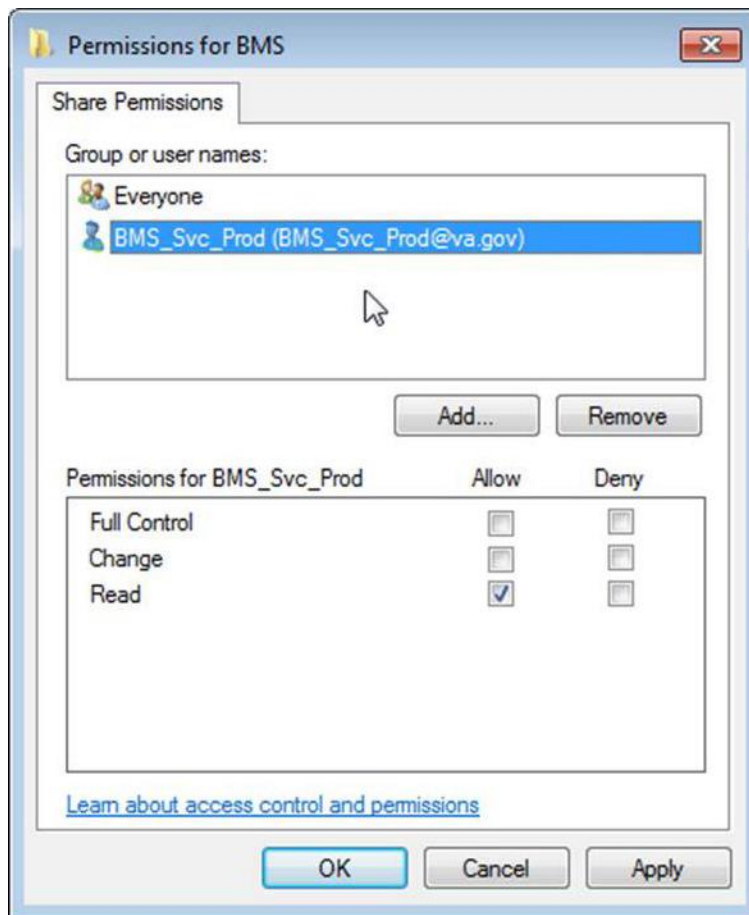 Permissions for BMS
Share Permissions
Group or user names:
Everyone
BMS_Svc_Prod (BMS_Svc_Prod@va.gov)
Add... Remove
Permissions for BMS_Svc_Prod Allow Deny
Full Control
Change
Read
Learn about access control and permissions
OK Cancel Apply